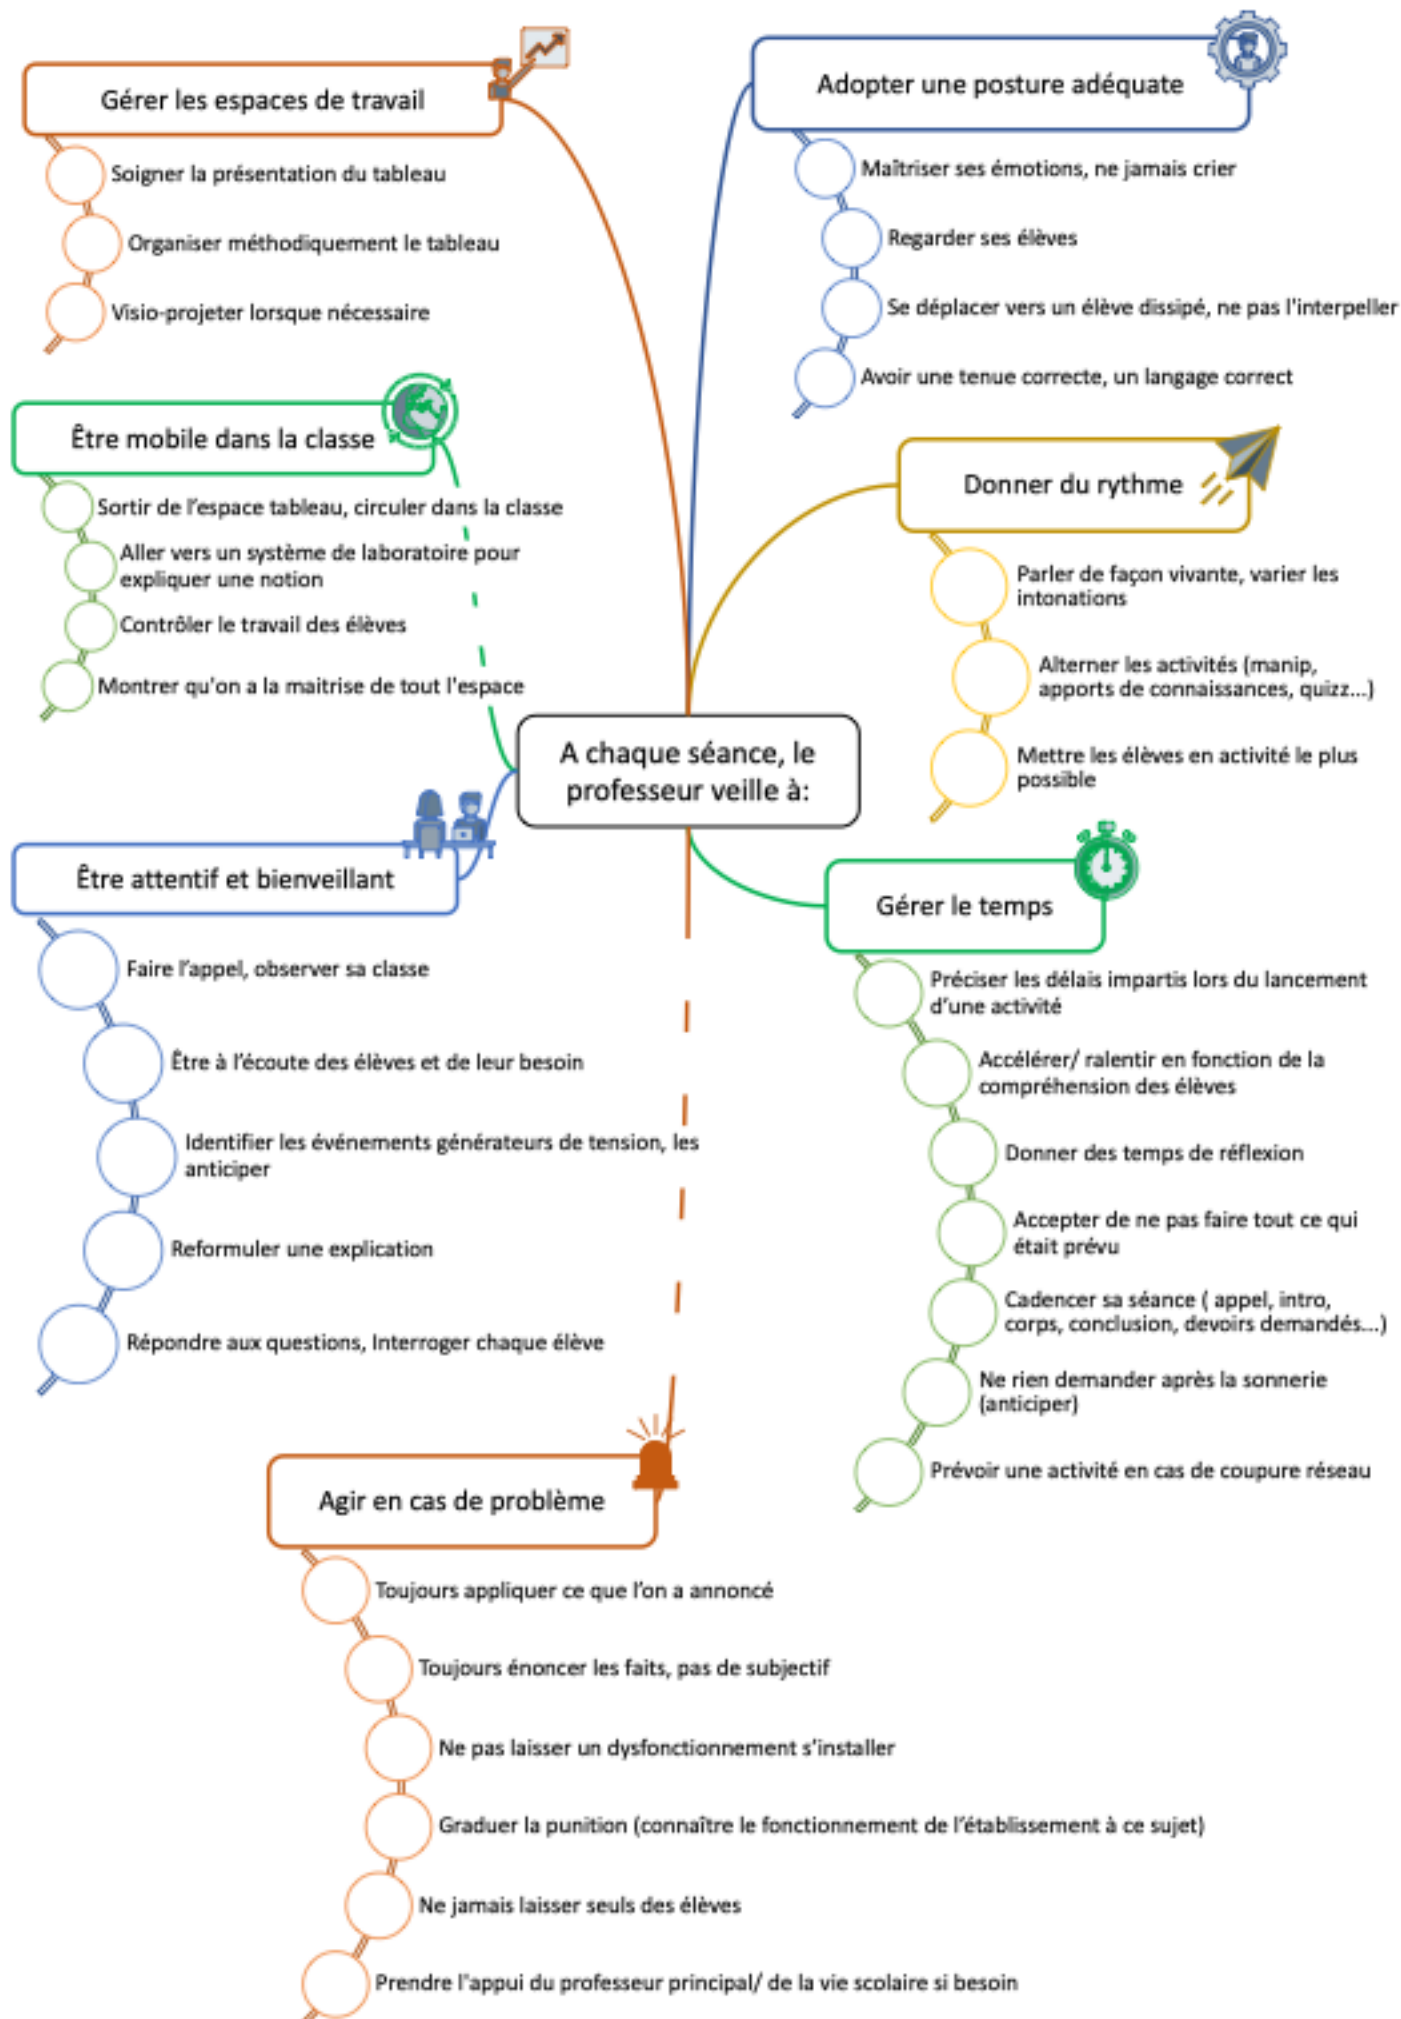 Gérer les espaces de travail
Soigner la présentation du tableau
Organiser méthodiquement le tableau
Visio-projeter lorsque nécessaire
Être mobile dans la classe
Sortir de l'espace tableau, circuler dans la classe
Aller vers un système de laboratoire pour
expliquer une notion
Contrôler le travail des élèves
Montrer qu'on a la maitrise de tout l'espace
Être attentif et bienveillant
Faire l'appel, observer sa classe
Être à l'écoute des élèves et de leur besoin
Identifier les événements générateurs de tension, les
anticiper
Reformuler une explication
Répondre aux questions, Interroger chaque élève
A chaque séance, le
professeur veille à:
Adopter une posture adéquate
Maîtriser ses émotions, ne jamais crier
Regarder ses élèves
Se déplacer vers un élève dissipé, ne pas l'interpeller
Avoir une tenue correcte, un langage correct
Donner du rythme
Parler de façon vivante, varier les
intonations
Alterner les activités (manip,
apports de connaissances, quizz...)
Mettre les élèves en activité le plus
possible
Gérer le temps
Préciser les délais impartis lors du lancement
d'une activité
Accélérer/ ralentir en fonction de la
compréhension des élèves
Donner des temps de réflexion
Accepter de ne pas faire tout ce qui
était prévu
Cadencer sa séance ( appel, intro,
corps, conclusion, devoirs demandés...)
Ne rien demander après la sonnerie
(anticiper)
Prévoir une activité en cas de coupure réseau
Agir en cas de problème
Toujours appliquer ce que l'on a annoncé
Toujours énoncer les faits, pas de subjectif
Ne pas laisser un dysfonctionnement s'installer
Graduer la punition (connaître le fonctionnement de l'établissement à ce sujet)
Ne jamais laisser seuls des élèves
Prendre l'appui du professeur principal/ de la vie scolaire si besoin